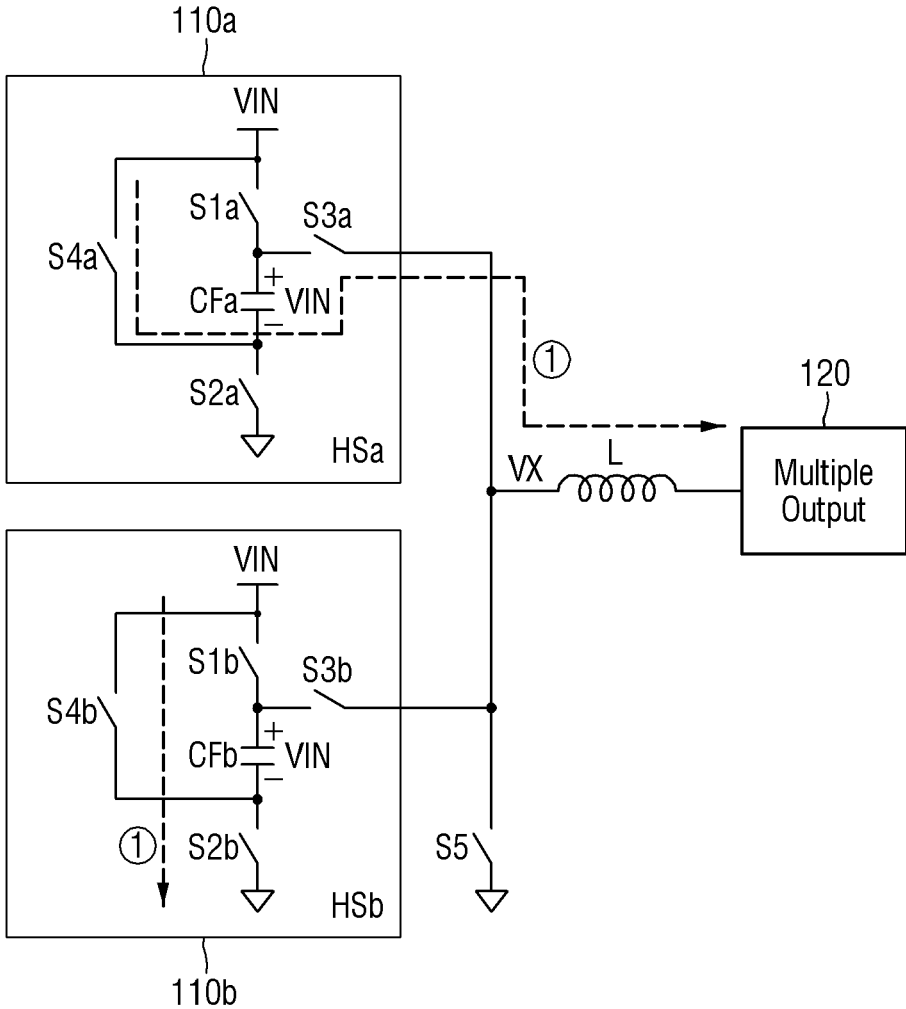 110a
VIN
S1a
S3a
S4a
+
CFa
VIN
−
①
S2a
HSa
120
L
VX
Multiple
Output
VIN
S1b
S3b
S4b
+
CFb
VIN
−
①
S2b
S5
HSb
110b